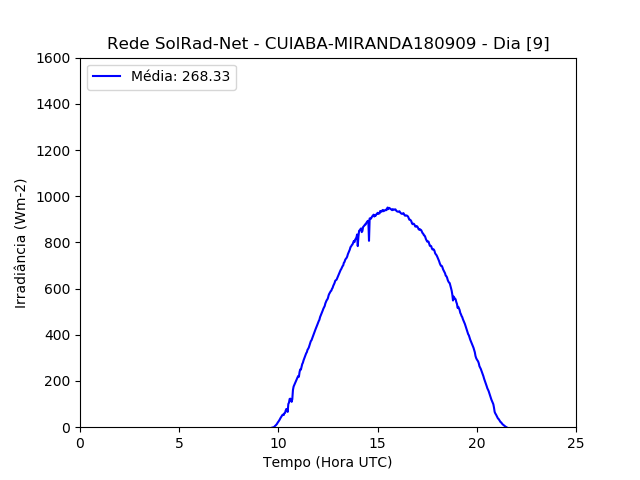 Rede SolRad-Net - CUIABA-MIRANDA180909 - Dia [9]
Média: 268.33
1600
1400
1200
1000
800
600
400
200
0
Irradiância (Wm-2)
0 5 10 15 20 25
Tempo (Hora UTC)